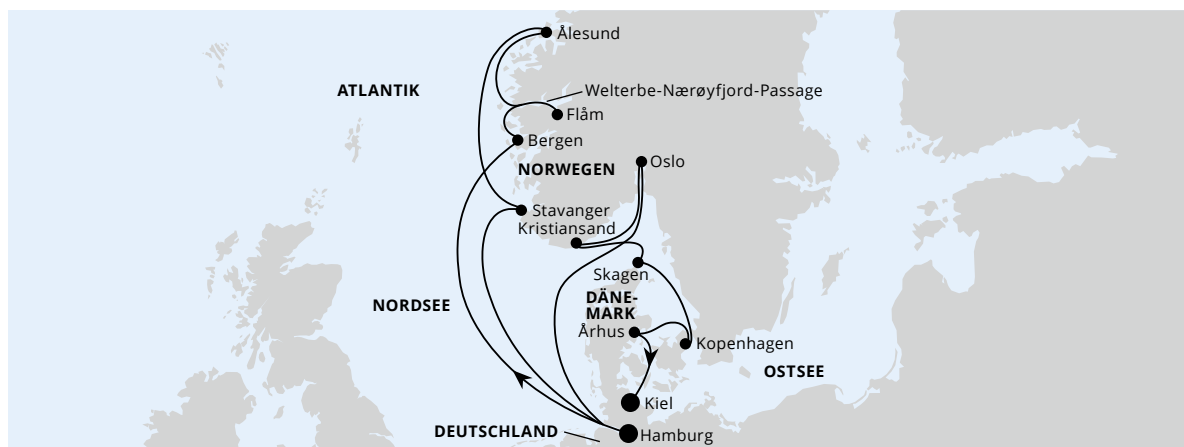 Ålesund
ATLANTIK
Welterbe-Nærøyfjord-Passage
Flåm
Bergen
NORWEGEN
Oslo
Stavanger
Kristiansand
Skagen
NORDSEE
DÄNE-
MARK
Århus
Kopenhagen
OSTSEE
Kiel
DEUTSCHLAND
Hamburg